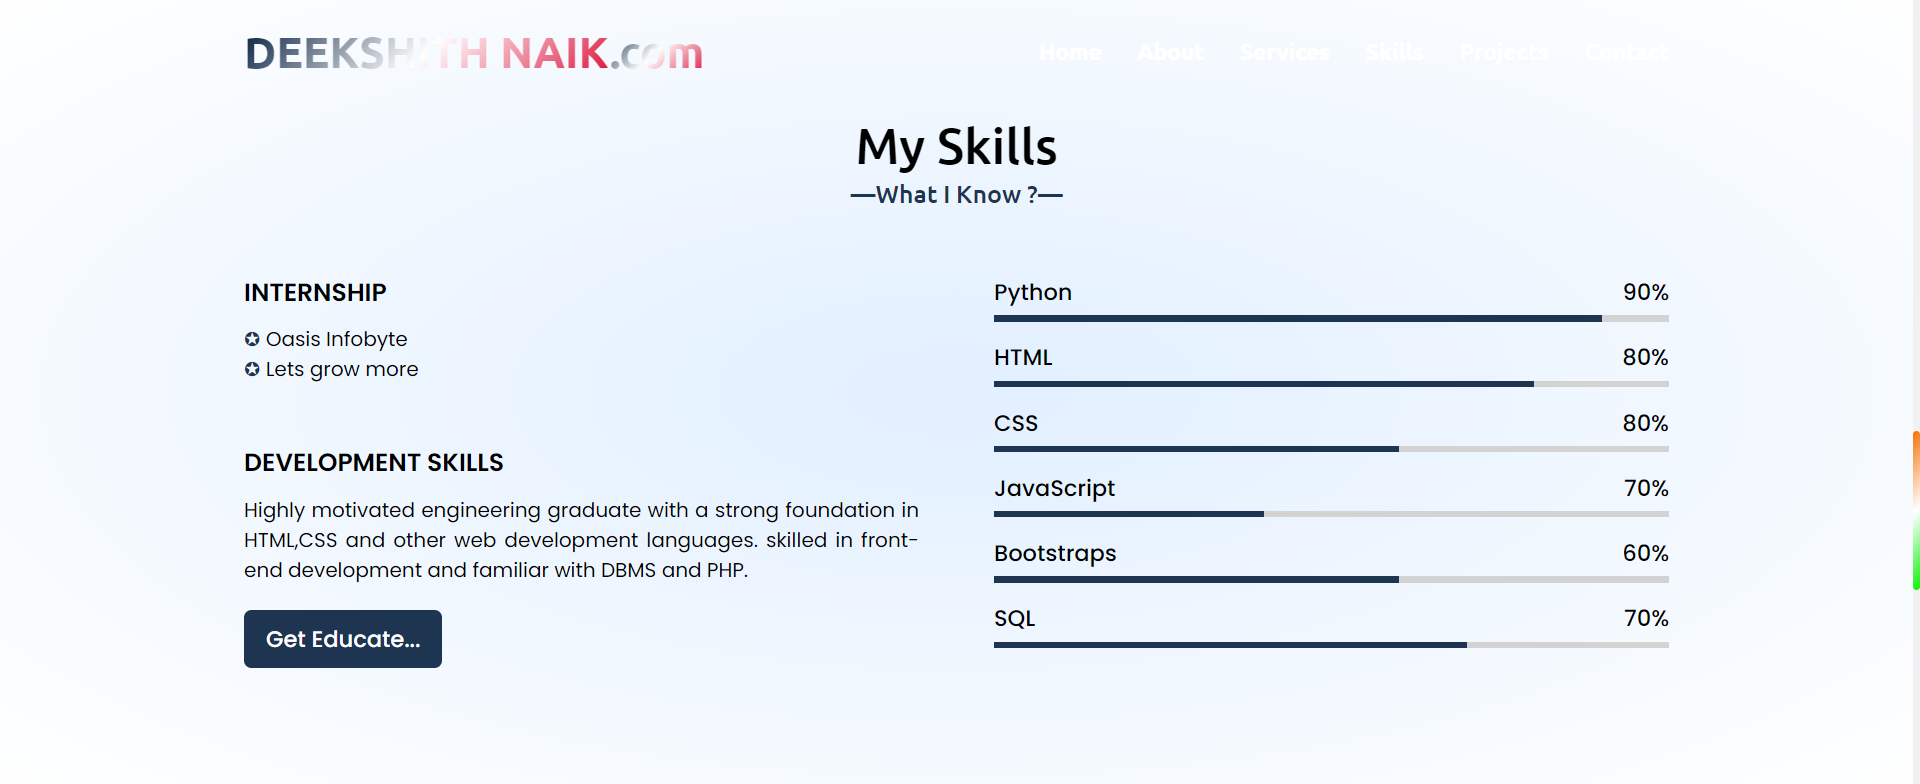 DEEKSHITH NAIK.com
Home About Services Skills Projects Contact
My Skills
—What I Know ?—
INTERNSHIP
✪ Oasis Infobyte
✪ Lets grow more
DEVELOPMENT SKILLS
Highly motivated engineering graduate with a strong foundation in
HTML,CSS and other web development languages. skilled in front-
end development and familiar with DBMS and PHP.
Get Educate...
Python 90%
HTML 80%
CSS 80%
JavaScript 70%
Bootstraps 60%
SQL 70%